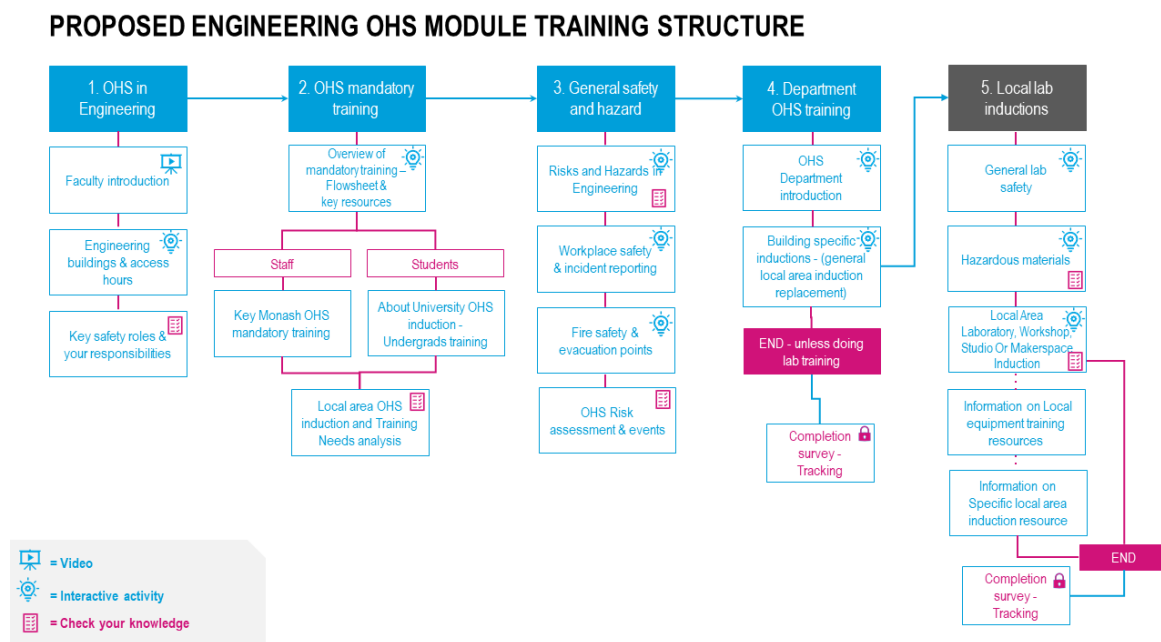 PROPOSED ENGINEERING OHS MODULE TRAINING STRUCTURE
1. OHS in
Engineering
Faculty introduction
Engineering
buildings & access
hours
Key safety roles &
your responsibilities
2. OHS mandatory
training
Overview of
mandatory training –
Flowsheet &
key resources
Staff
Students
Key Monash OHS
mandatory training
About University OHS
induction -
Undergrads training
Local area OHS
induction and Training
Needs analysis
3. General safety
and hazard
Risks and Hazards in
Engineering
Workplace safety
& incident reporting
Fire safety &
evacuation points
OHS Risk
assessment & events
4. Department
OHS training
OHS
Department
introduction
Building specific
inductions - (general
local area induction
replacement)
END - unless doing
lab training
Completion
survey -
Tracking
5. Local lab
inductions
General lab
safety
Hazardous materials
Local Area
Laboratory, Workshop,
Studio Or Makerspace
Induction
Information on Local
equipment training
resources
Information on
Specific local area
induction resource
END
Completion
survey -
Tracking
= Video
= Interactive activity
= Check your knowledge